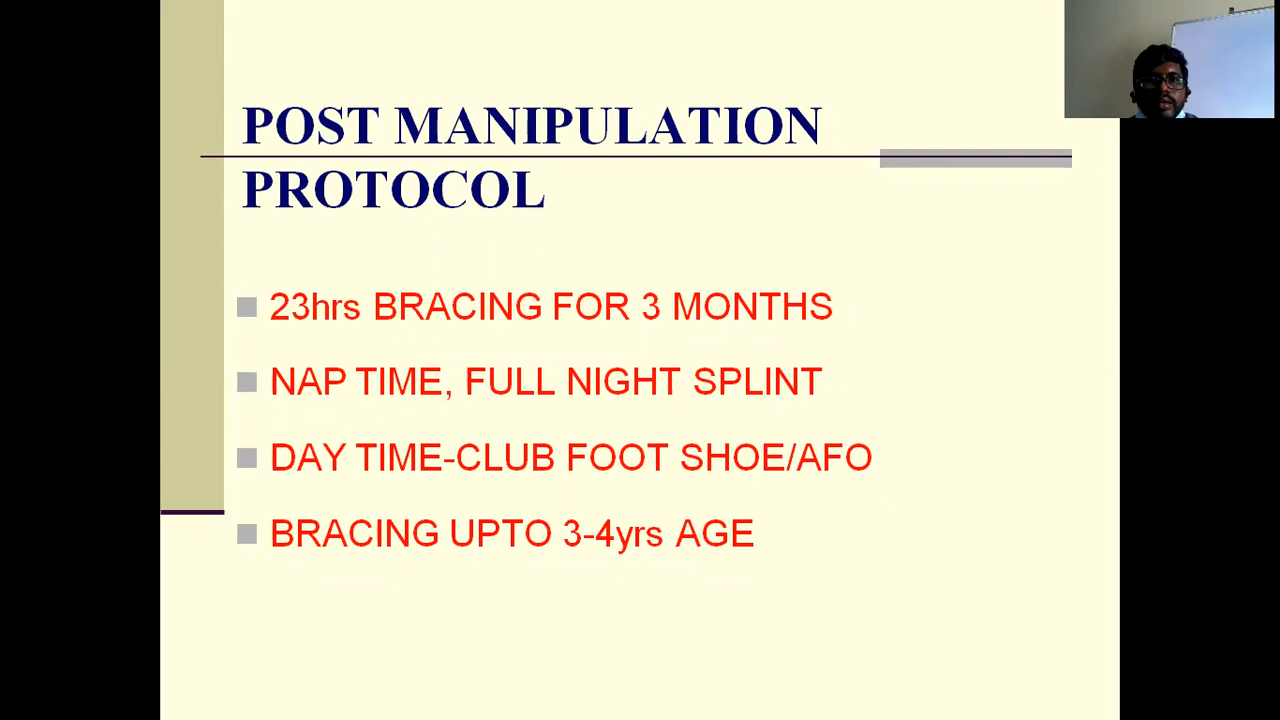 POST MANIPULATION
PROTOCOL
23hrs BRACING FOR 3 MONTHS
NAP TIME, FULL NIGHT SPLINT
DAY TIME-CLUB FOOT SHOE/AFO
BRACING UPTO 3-4yrs AGE